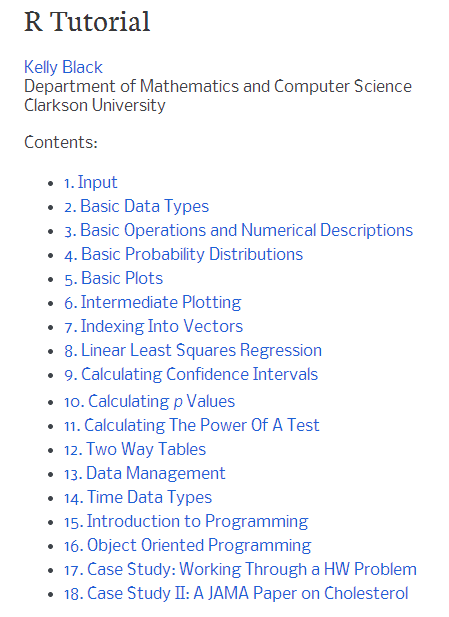 R Tutorial
Kelly Black
Department of Mathematics and Computer Science
Clarkson University
Contents:
• 1. Input
• 2. Basic Data Types
• 3. Basic Operations and Numerical Descriptions
• 4. Basic Probability Distributions
• 5. Basic Plots
• 6. Intermediate Plotting
• 7. Indexing Into Vectors
• 8. Linear Least Squares Regression
• 9. Calculating Confidence Intervals
• 10. Calculating p Values
• 11. Calculating The Power Of A Test
• 12. Two Way Tables
• 13. Data Management
• 14. Time Data Types
• 15. Introduction to Programming
• 16. Object Oriented Programming
• 17. Case Study: Working Through a HW Problem
• 18. Case Study II: A JAMA Paper on Cholesterol